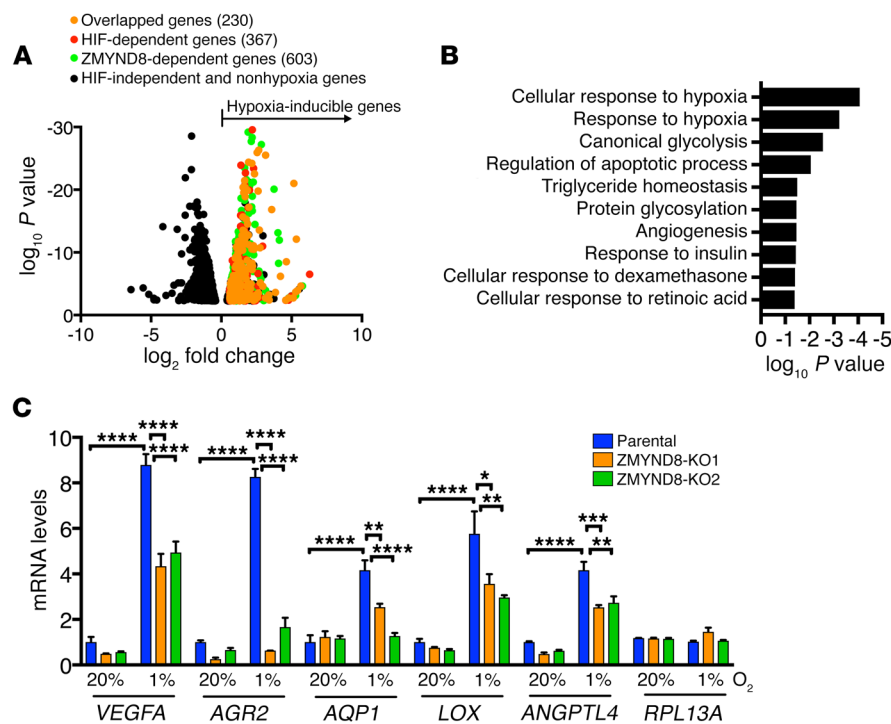 A
Overlapped genes (230)
HIF-dependent genes (367)
ZMYND8-dependent genes (603)
HIF-independent and nonhypoxia genes
Hypoxia-inducible genes
-30
-20
-10
0
log10 P value
-10 -5 0 5 10
log2 fold change
B
Cellular response to hypoxia
Response to hypoxia
Canonical glycolysis
Regulation of apoptotic process
Triglyceride homeostasis
Protein glycosylation
Angiogenesis
Response to insulin
Cellular response to dexamethasone
Cellular response to retinoic acid
0 -1 -2 -3 -4 -5
log10 P value
C
Parental
ZMYND8-KO1
ZMYND8-KO2
10
8
6
4
2
0
mRNA levels
**** **** ****
**** **** ****
**** ** ****
**** * **
**** *** **
20% 1% 20% 1% 20% 1% 20% 1% 20% 1% 20% 1% O2
VEGFA AGR2 AQP1 LOX ANGPTL4 RPL13A